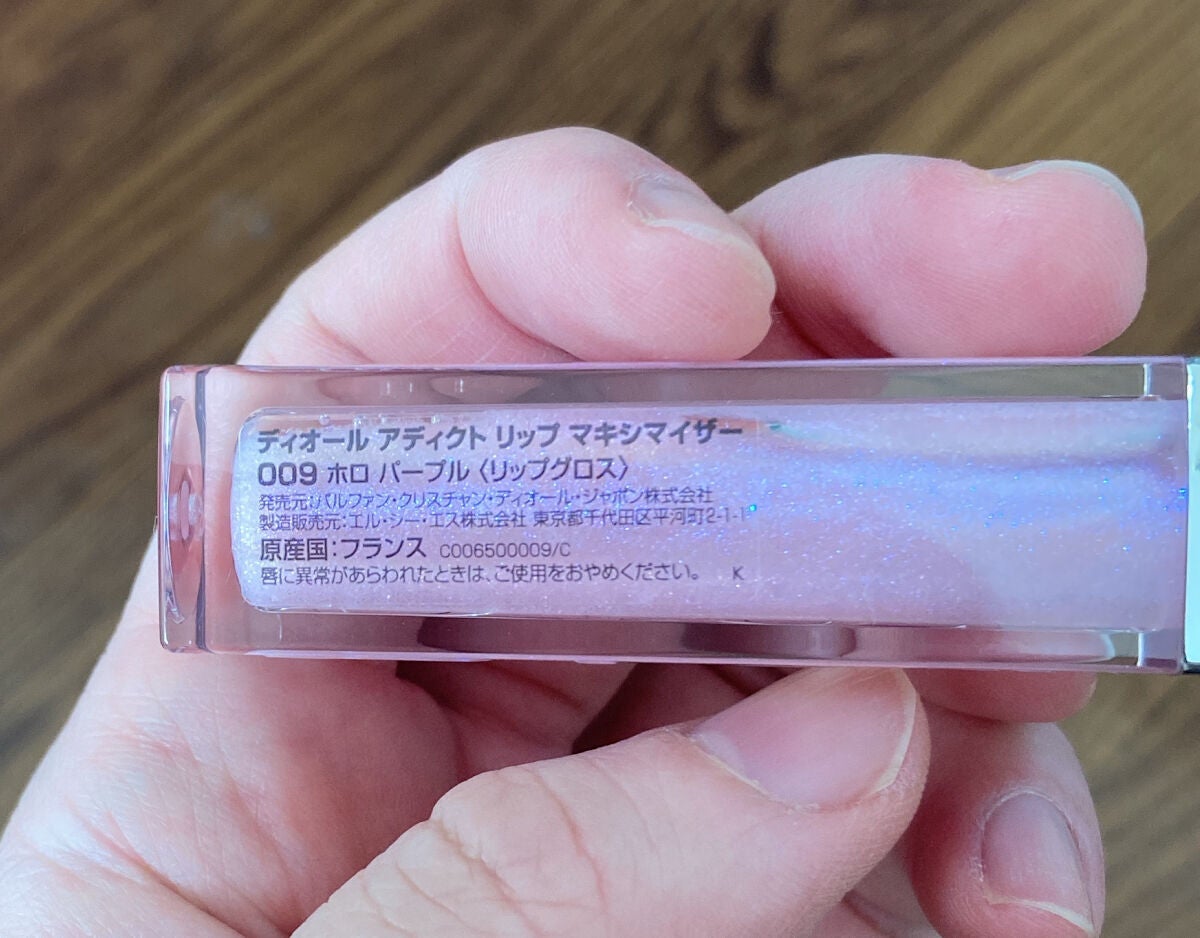 ディオール アディクト リップ マキシマイザー
009 ホロ パープル〈リップグロス〉
発売元:パルファン・クリスチャン・ディオール・ジャポン株式会社
製造販売元:エル・シー・エス株式会社 東京都千代田区平河町2-1-1
原産国:フランス C006500009/C
唇に異常があらわれたときは、ご使用をおやめください。 K